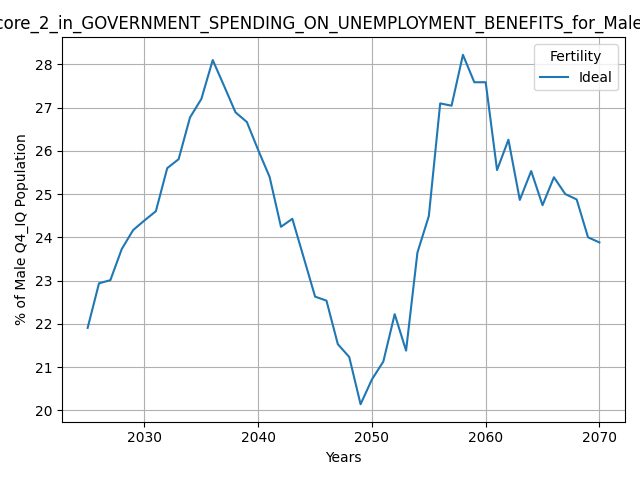 core_2_in_GOVERNMENT_SPENDING_ON_UNEMPLOYMENT_BENEFITS_for_Male
Fertility
Ideal
% of Male Q4_IQ Population
28
27
26
25
24
23
22
21
20
2030 2040 2050 2060 2070
Years